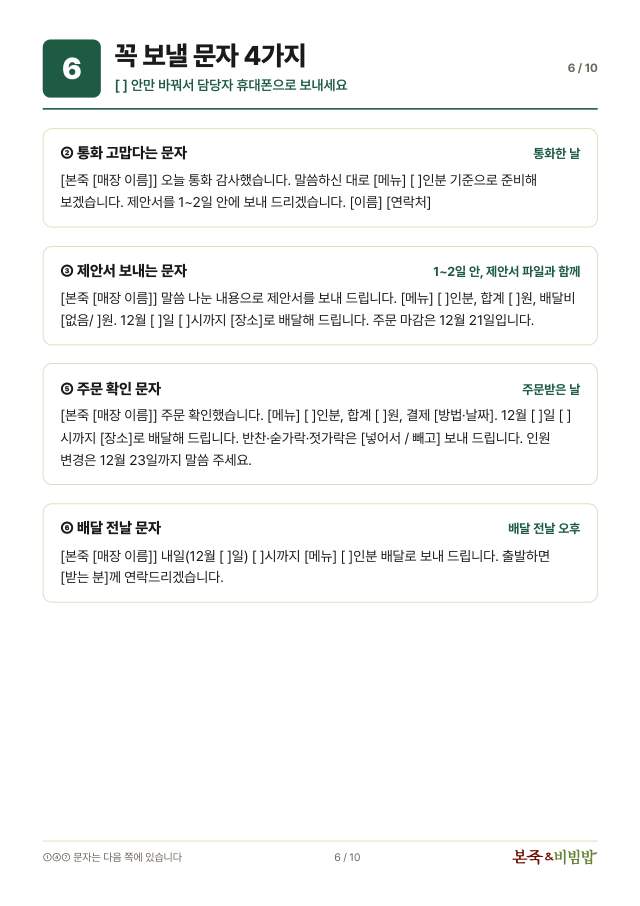 6
꼭 보낼 문자 4가지
[ ] 안만 바꿔서 담당자 휴대폰으로 보내세요
6 / 10
② 통화 고맙다는 문자
통화한 날
[본죽 [매장 이름]] 오늘 통화 감사했습니다. 말씀하신 대로 [메뉴] [ ]인분 기준으로 준비해
보겠습니다. 제안서를 1~2일 안에 보내 드리겠습니다. [이름] [연락처]
③ 제안서 보내는 문자
1~2일 안, 제안서 파일과 함께
[본죽 [매장 이름]] 말씀 나눈 내용으로 제안서를 보내 드립니다. [메뉴] [ ]인분, 합계 [ ]원, 배달비
[없음/ ]원. 12월 [ ]일 [ ]시까지 [장소]로 배달해 드립니다. 주문 마감은 12월 21일입니다.
⑤ 주문 확인 문자
주문받은 날
[본죽 [매장 이름]] 주문 확인했습니다. [메뉴] [ ]인분, 합계 [ ]원, 결제 [방법·날짜]. 12월 [ ]일 [ ]
시까지 [장소]로 배달해 드립니다. 반찬·숟가락·젓가락은 [넣어서 / 빼고] 보내 드립니다. 인원
변경은 12월 23일까지 말씀 주세요.
⑥ 배달 전날 문자
배달 전날 오후
[본죽 [매장 이름]] 내일(12월 [ ]일) [ ]시까지 [메뉴] [ ]인분 배달로 보내 드립니다. 출발하면
[받는 분]께 연락드리겠습니다.
①④⑦ 문자는 다음 쪽에 있습니다
6 / 10
본죽&비빔밥